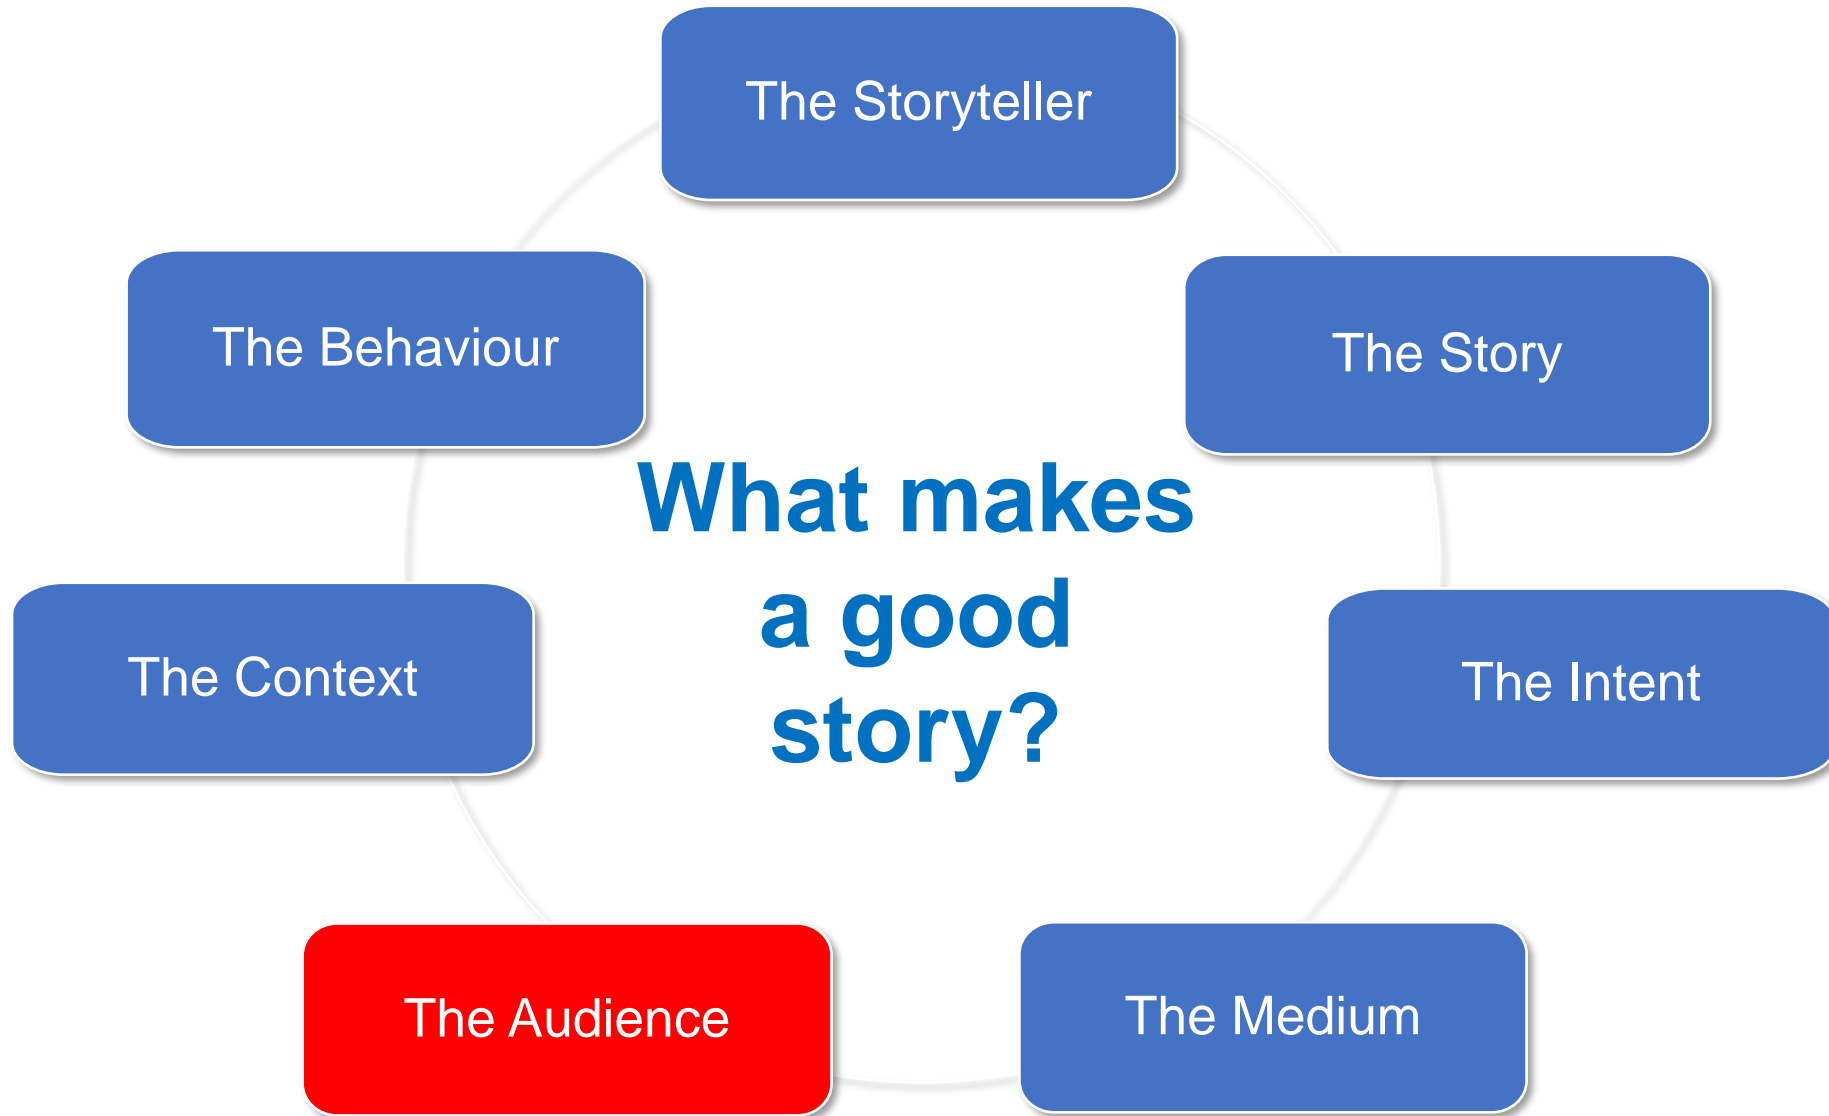 The Storyteller
The Behaviour
The Story
What makes
a good
story?
The Context
The Intent
The Audience
The Medium